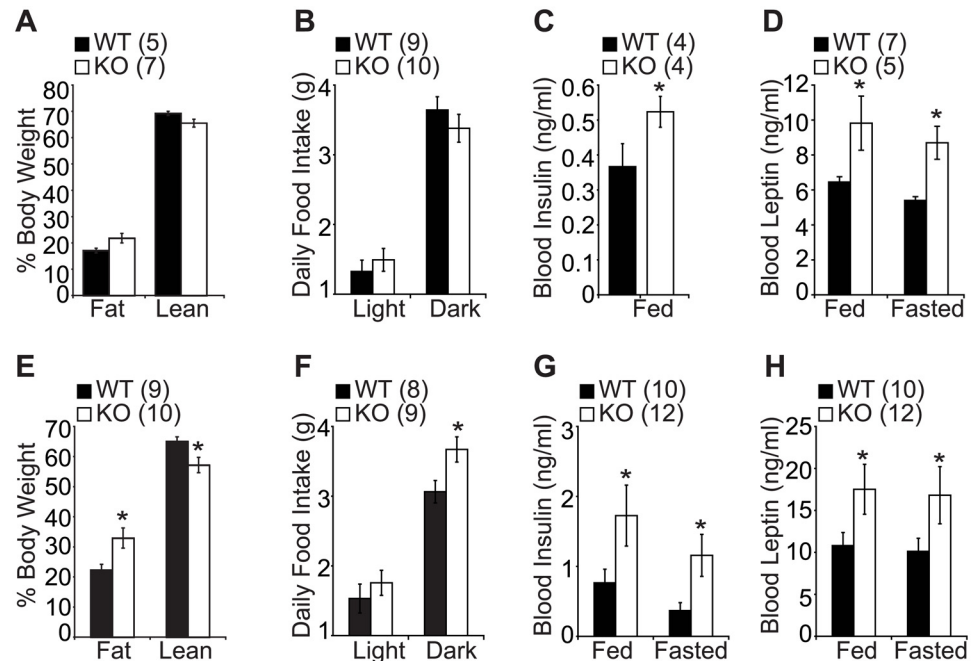 A
WT (5)
KO (7)
% Body Weight
80
70
60
50
40
30
20
10
0
Fat Lean
B
WT (9)
KO (10)
Daily Food Intake (g)
4
3
2
1
Light Dark
C
WT (4)
KO (4)
Blood Insulin (ng/ml)
0.6
0.5
0.4
0.3
0.2
0.1
0
*
Fed
D
WT (7)
KO (5)
Blood Leptin (ng/ml)
12
10
8
6
4
2
0
* *
Fed Fasted
E
WT (9)
KO (10)
% Body Weight
70
60
50
40
30
20
10
0
* *
Fat Lean
F
WT (8)
KO (9)
Daily Food Intake (g)
4
3
2
1
*
Light Dark
G
WT (10)
KO (12)
Blood Insulin (ng/ml)
3
2
1
0
* *
Fed Fasted
H
WT (10)
KO (12)
Blood Leptin (ng/ml)
25
20
15
10
5
0
* *
Fed Fasted